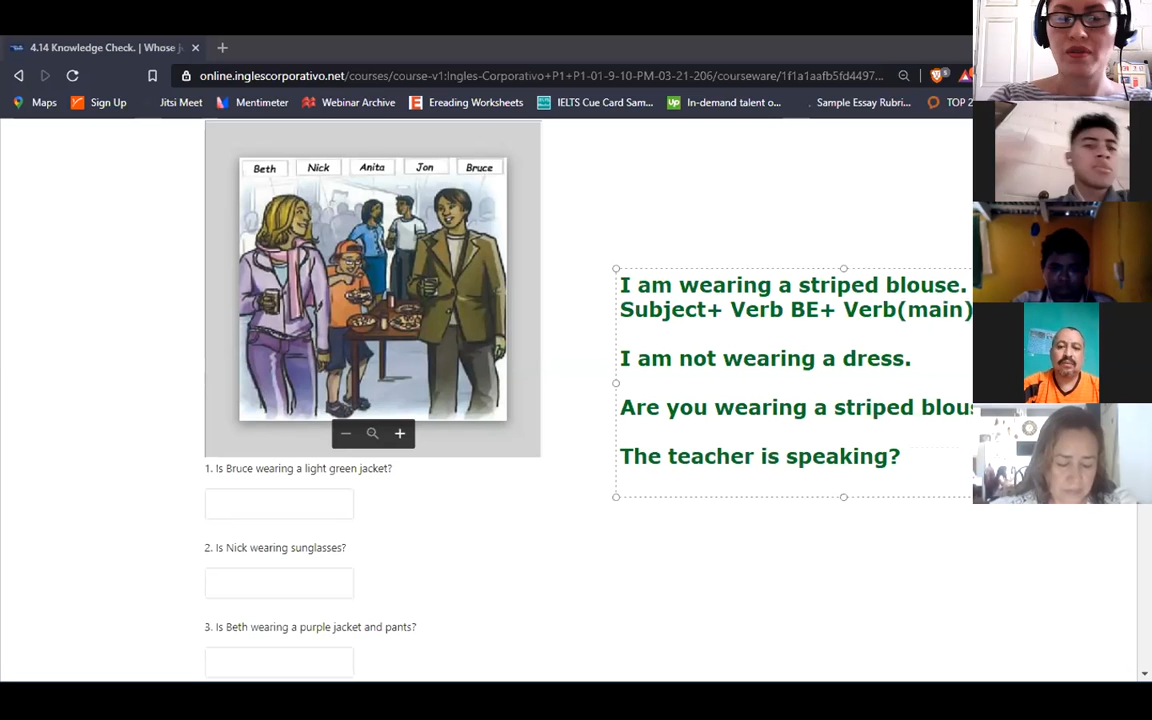 4.14 Knowledge Check. | Whose j
online.inglescorporativo.net/courses/course-v1:Ingles-Corporativo+P1+P1-01-9-10-PM-03-21-206/courseware/1f1a1aafb5fd4497...
Maps Sign Up Jitsi Meet Mentimeter Webinar Archive Ereading Worksheets IELTS Cue Card Sam... In-demand talent o... Sample Essay Rubri... TOP 2
Beth Nick Anita Jon Bruce
I am wearing a striped blouse.
Subject+ Verb BE+ Verb(main)
I am not wearing a dress.
Are you wearing a striped blous
The teacher is speaking?
1. Is Bruce wearing a light green jacket?
2. Is Nick wearing sunglasses?
3. Is Beth wearing a purple jacket and pants?